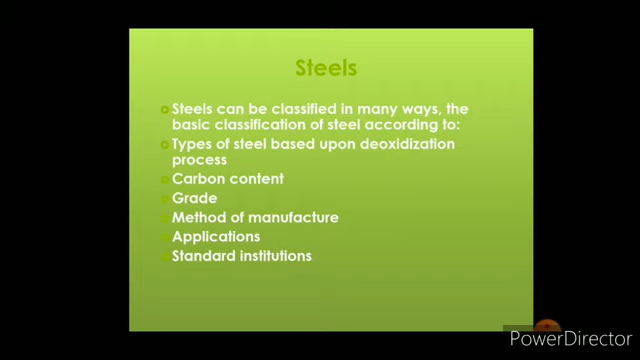 Steels
Steels can be classified in many ways, the
basic classification of steel according to:
Types of steel based upon deoxidization
process
Carbon content
Grade
Method of manufacture
Applications
Standard institutions
PowerDirector